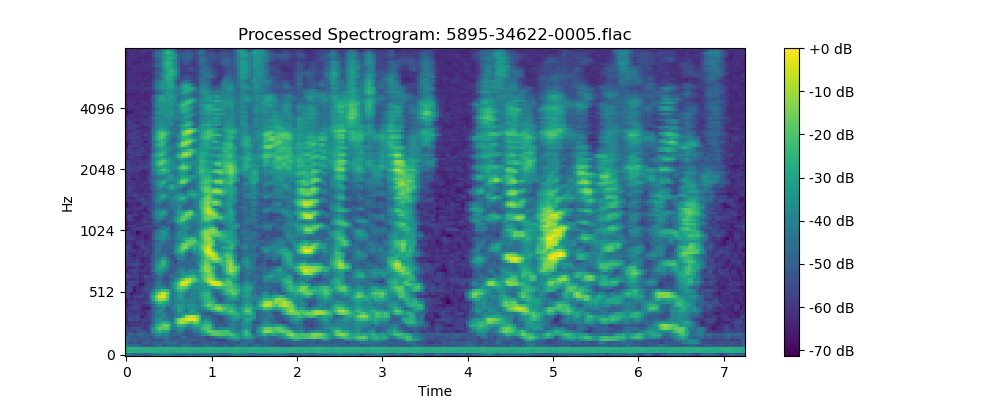 Processed Spectrogram: 5895-34622-0005.flac
Hz
4096
2048
1024
512
0
0 1 2 3 4 5 6 7
Time
+0 dB
-10 dB
-20 dB
-30 dB
-40 dB
-50 dB
-60 dB
-70 dB